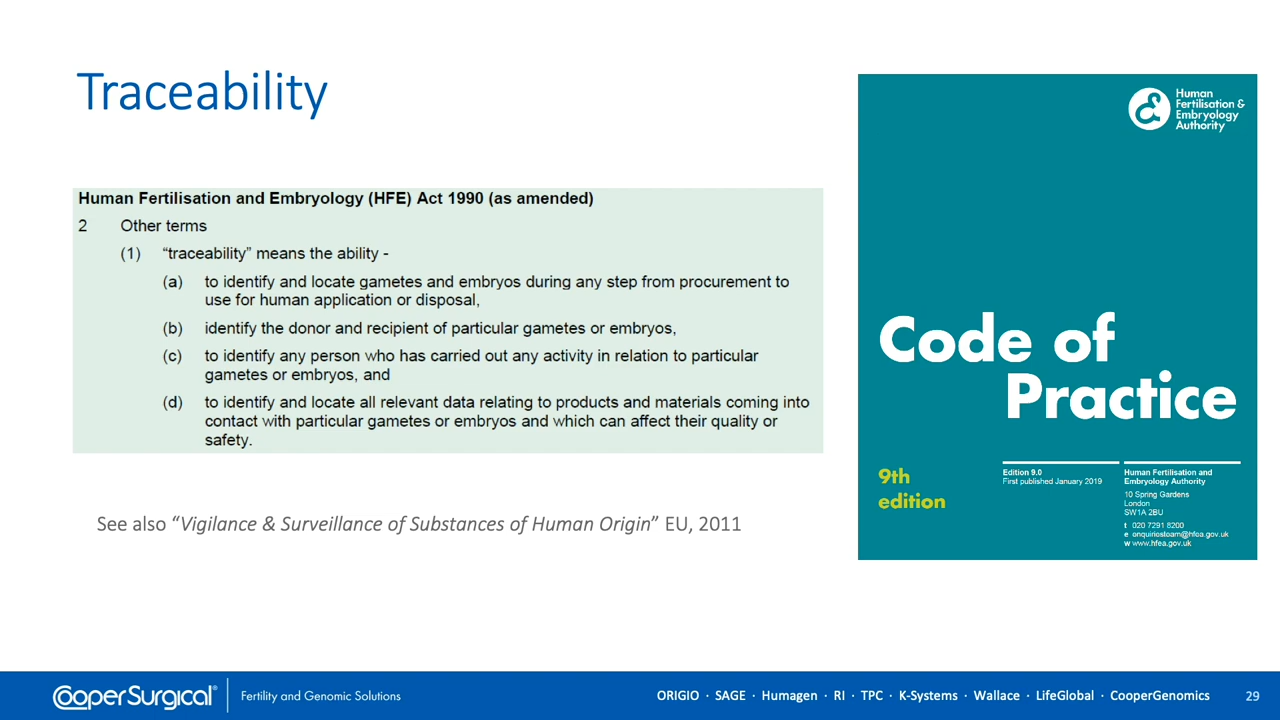 Traceability
Human Fertilisation and Embryology (HFE) Act 1990 (as amended)
2 Other terms
(1) “traceability” means the ability -
(a) to identify and locate gametes and embryos during any step from procurement to
use for human application or disposal,
(b) identify the donor and recipient of particular gametes or embryos,
(c) to identify any person who has carried out any activity in relation to particular
gametes or embryos, and
(d) to identify and locate all relevant data relating to products and materials coming into
contact with particular gametes or embryos and which can affect their quality or
safety.
See also “Vigilance & Surveillance of Substances of Human Origin” EU, 2011
Human
Fertilisation &
Embryology
Authority
Code of
Practice
9th
edition
Edition 9.0
First published January 2019
Human Fertilisation and
Embryology Authority
10 Spring Gardens
London
SW1A 2BU
t 020 7291 8200
e enquiriesteam@hfea.gov.uk
w www.hfea.gov.uk
CooperSurgical®
Fertility and Genomic Solutions
ORIGIO · SAGE · Humagen · RI · TPC · K-Systems · Wallace · LifeGlobal · CooperGenomics
29